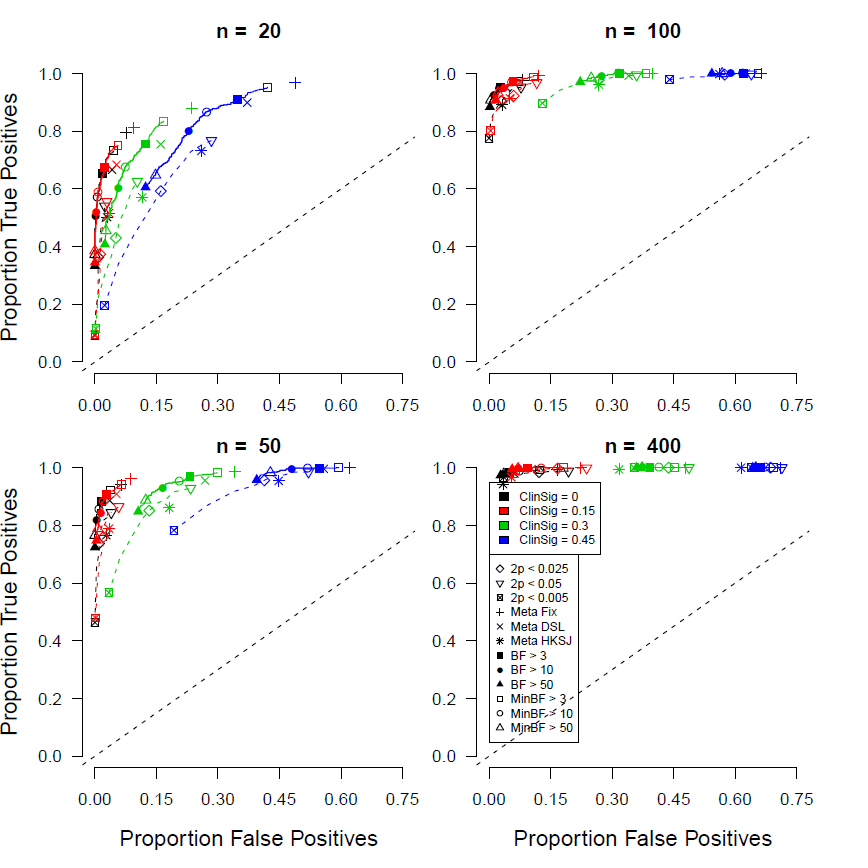 n = 20
n = 100
Proportion True Positives
1.0
0.8
0.6
0.4
0.2
0.0
0.00 0.15 0.30 0.45 0.60 0.75
1.0
0.8
0.6
0.4
0.2
0.0
0.00 0.15 0.30 0.45 0.60 0.75
n = 50
n = 400
Proportion True Positives
1.0
0.8
0.6
0.4
0.2
0.0
0.00 0.15 0.30 0.45 0.60 0.75
Proportion False Positives
1.0
0.8
0.6
0.4
0.2
0.0
ClinSig = 0
ClinSig = 0.15
ClinSig = 0.3
ClinSig = 0.45
2p < 0.025
2p < 0.05
2p < 0.005
Meta Fix
Meta DSL
Meta HKSJ
BF > 3
BF > 10
BF > 50
MinBF > 3
MinBF > 10
MinBF > 50
0.00 0.15 0.30 0.45 0.60 0.75
Proportion False Positives